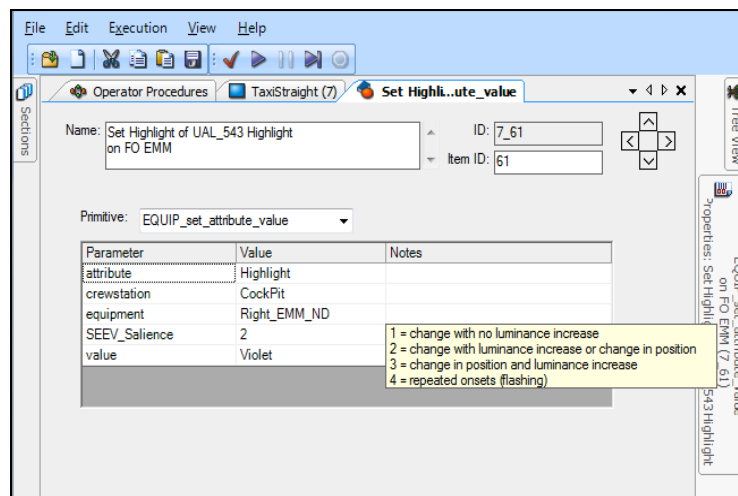 File Edit Execution View Help
Operator Procedures TaxiStraight (7) Set Highli...ute_value
Sections
Name: Set Highlight of UAL_543 Highlight
on FO EMM
ID: 7_61
Item ID: 61
Primitive: EQUIP_set_attribute_value
Parameter Value Notes
attribute Highlight
crewstation CockPit
equipment Right_EMM_ND
SEEV_Salience 2
value Violet
1 = change with no luminance increase
2 = change with luminance increase or change in position
3 = change in position and luminance increase
4 = repeated onsets (flashing)
Tree View
Properties: Set Highlig
543 Highlight
on FO EMM (7_61)